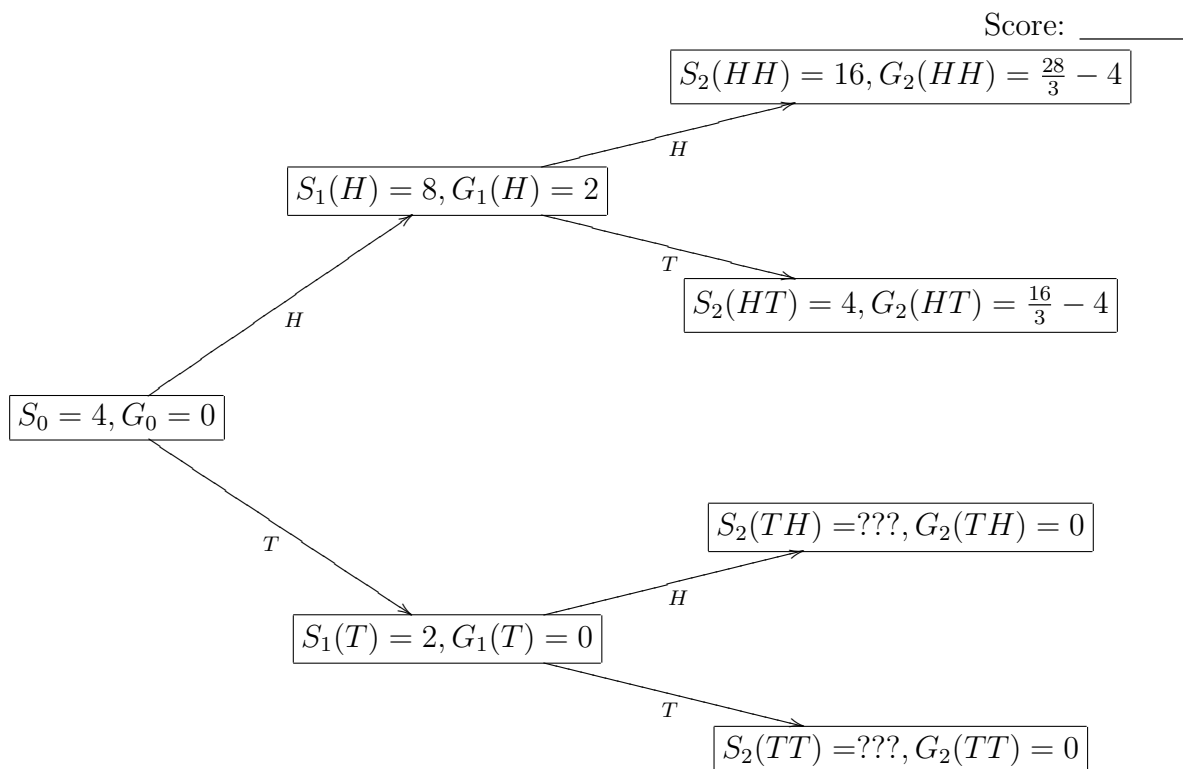 Score:
S_2(HH) = 16, G_2(HH) = \frac{28}{3} - 4
H
S_1(H) = 8, G_1(H) = 2
T
S_2(HT) = 4, G_2(HT) = \frac{16}{3} - 4
H
S_0 = 4, G_0 = 0
S_2(TH) =???, G_2(TH) = 0
T
H
S_1(T) = 2, G_1(T) = 0
T
S_2(TT) =???, G_2(TT) = 0